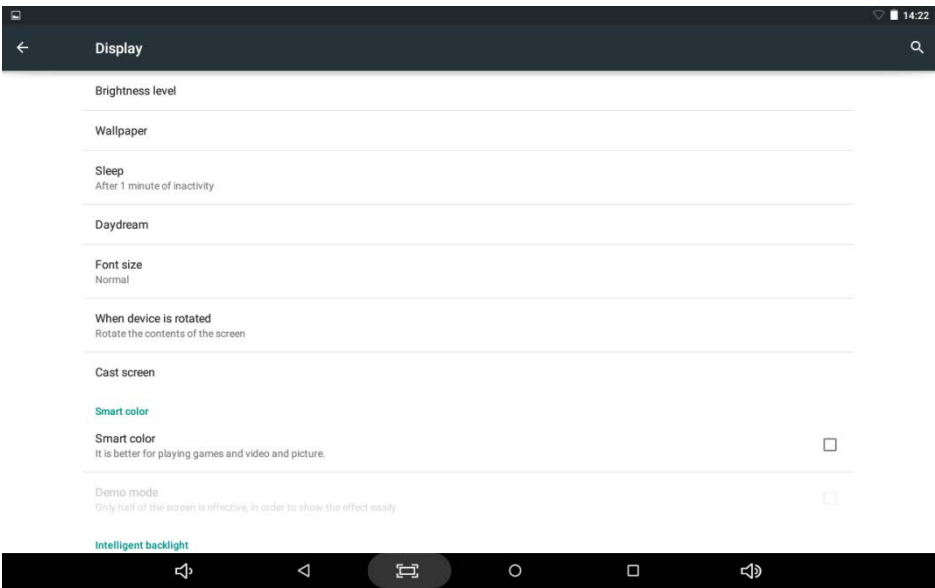 14:22
Display
Brightness level
Wallpaper
Sleep
After 1 minute of inactivity
Daydream
Font size
Normal
When device is rotated
Rotate the contents of the screen
Cast screen
Smart color
Smart color
It is better for playing games and video and picture.
Demo mode
Only half of the screen is effective, in order to show the effect easily
Intelligent backlight